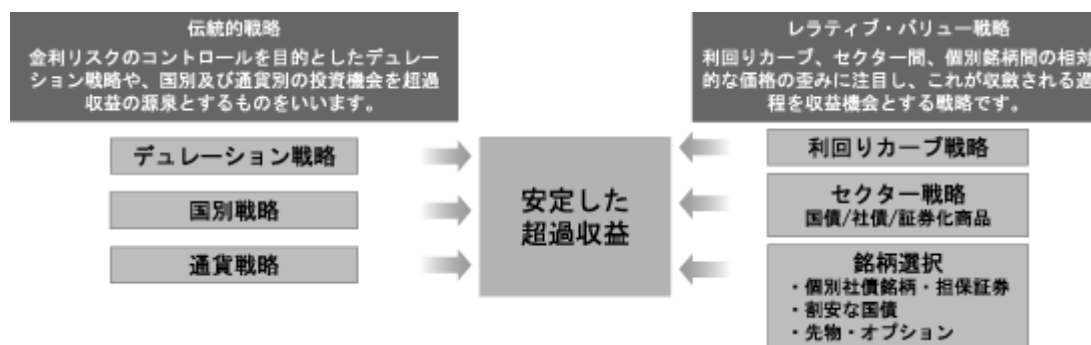 伝統的戦略
金利リスクのコントロールを目的としたデュレー
ション戦略や、国別及び通貨別の投資機会を超過
収益の源泉とするものをいいます。
デュレーション戦略
国別戦略
通貨戦略
安定した
超過収益
レラティブ・バリュー戦略
利回りカーブ、セクター間、個別銘柄間の相対
的な価格の歪みに注目し、これが収斂される過
程を収益機会とする戦略です。
利回りカーブ戦略
セクター戦略
国債/社債/証券化商品
銘柄選択
・個別社債銘柄・担保証券
・割安な国債
・先物・オプション